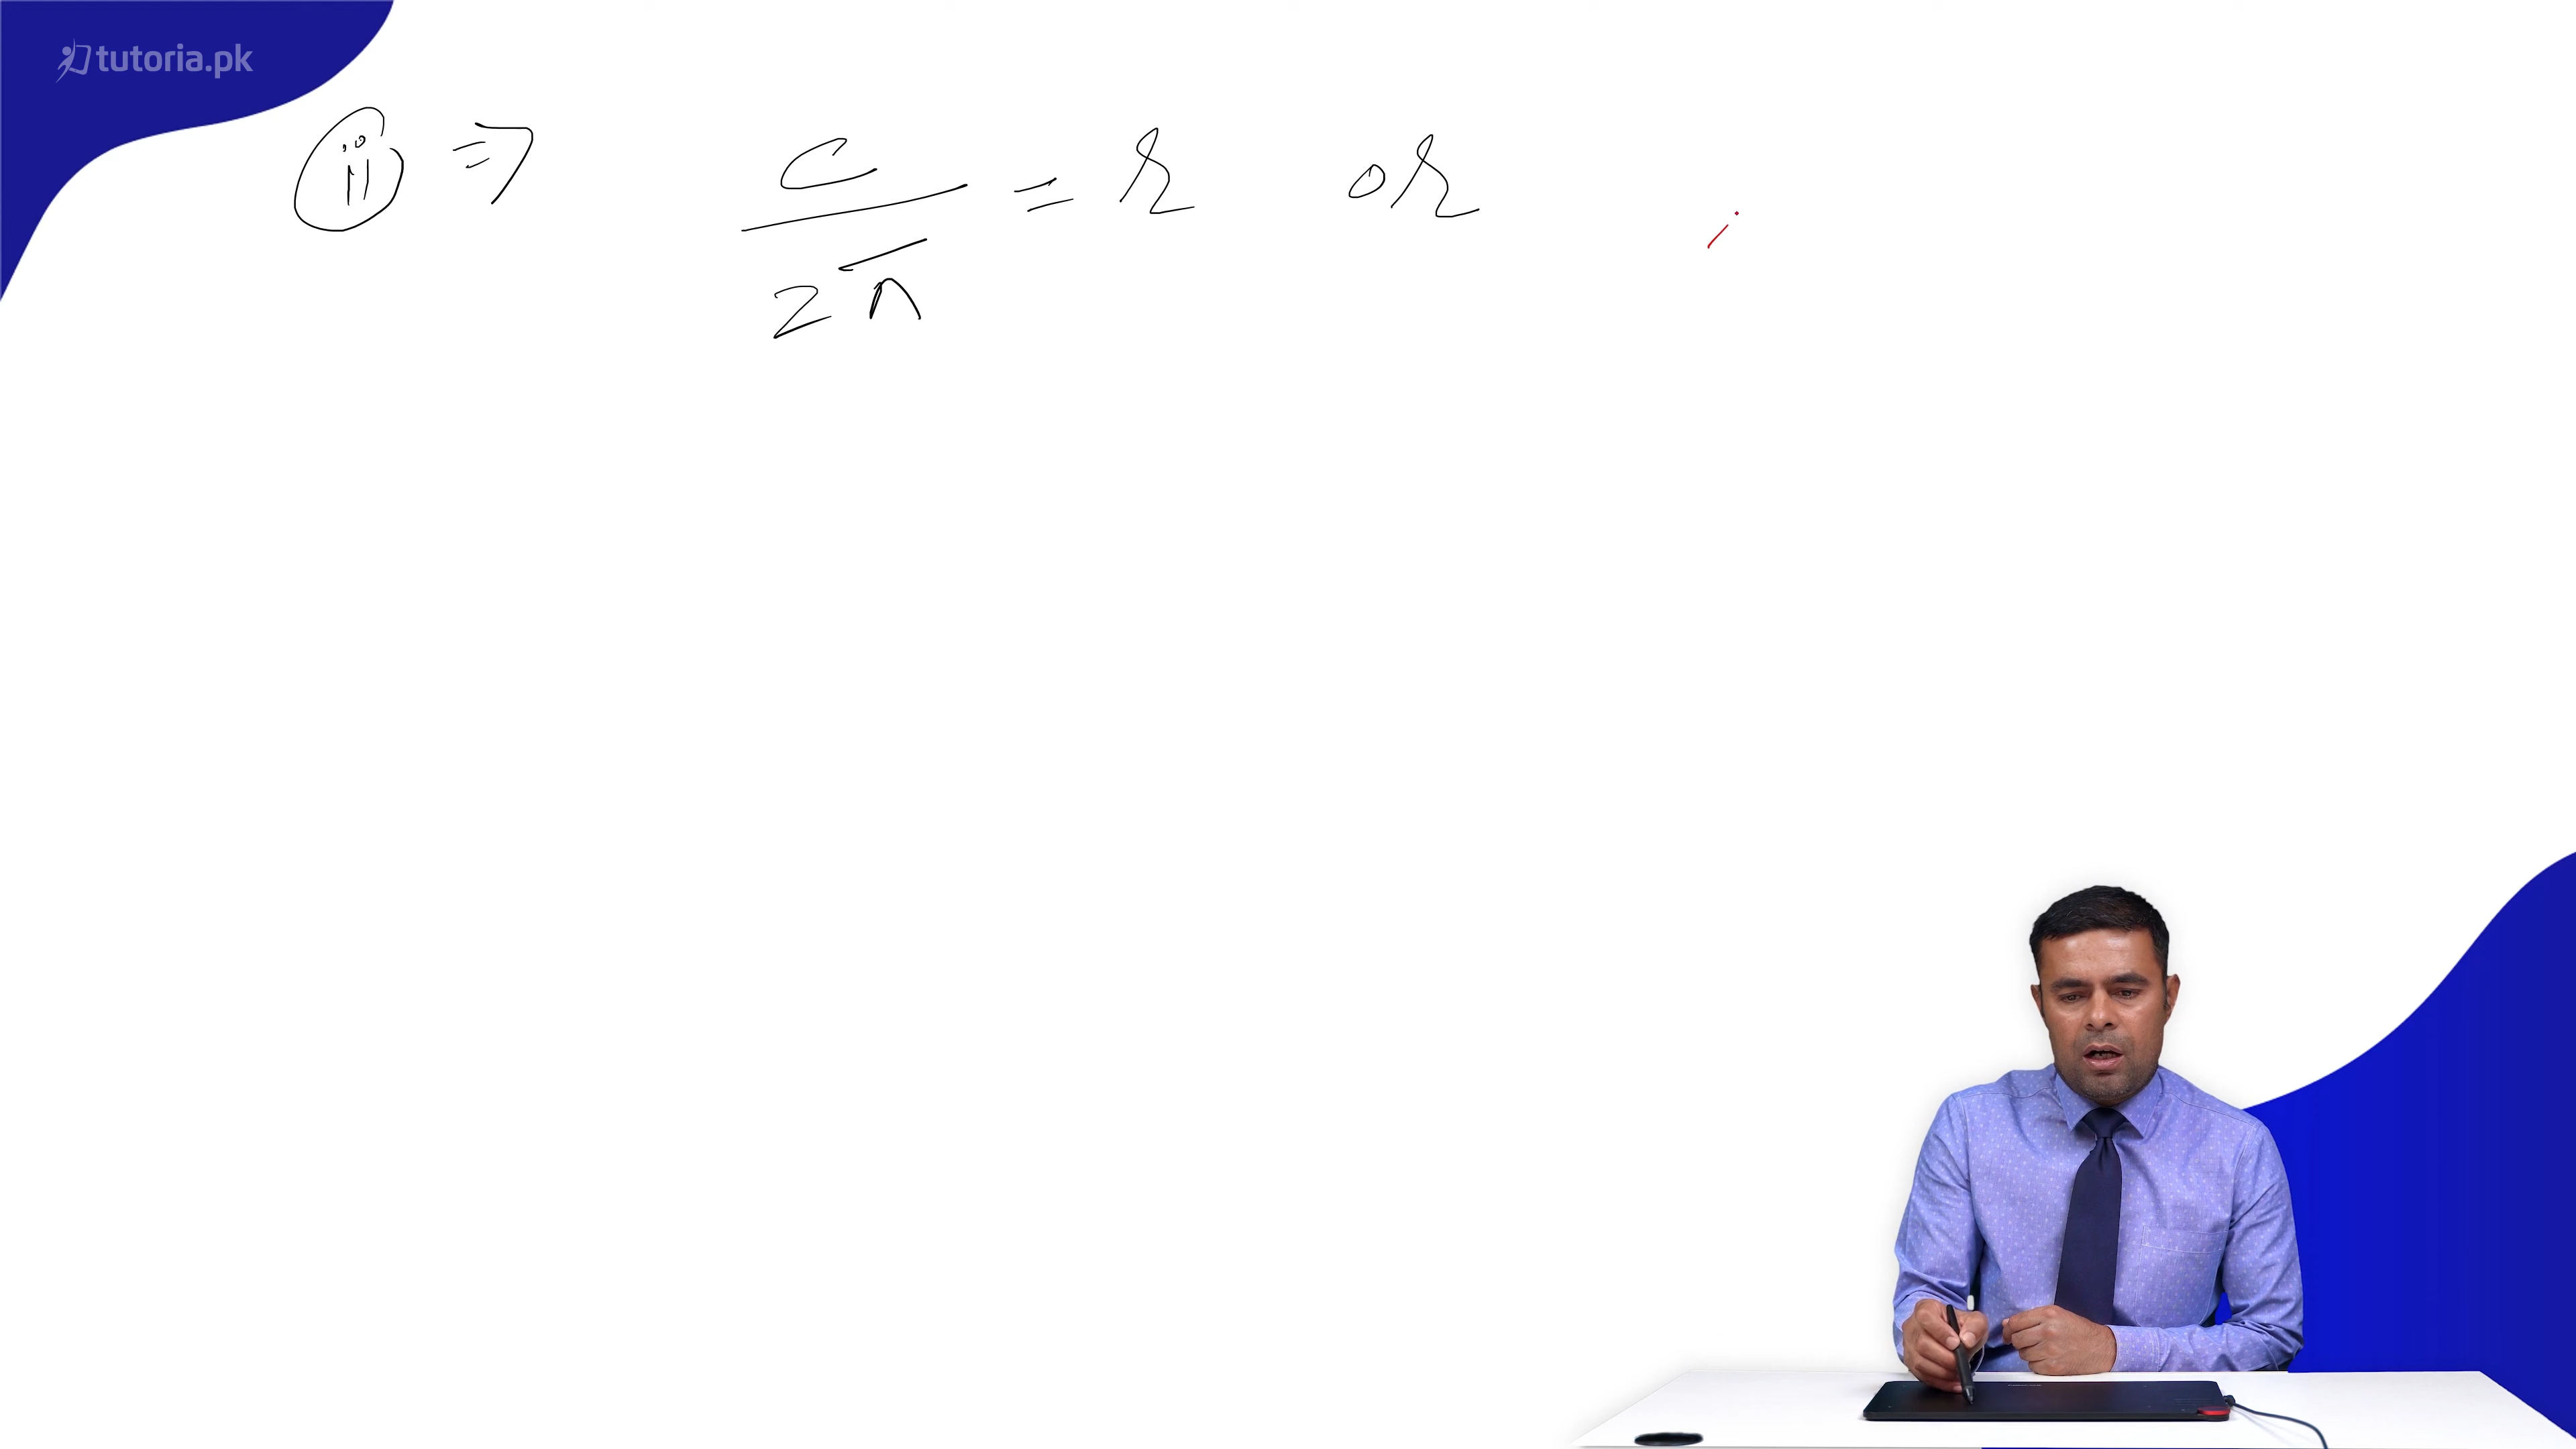 tutoria.pk
ii ⇒ C / 2π = r or